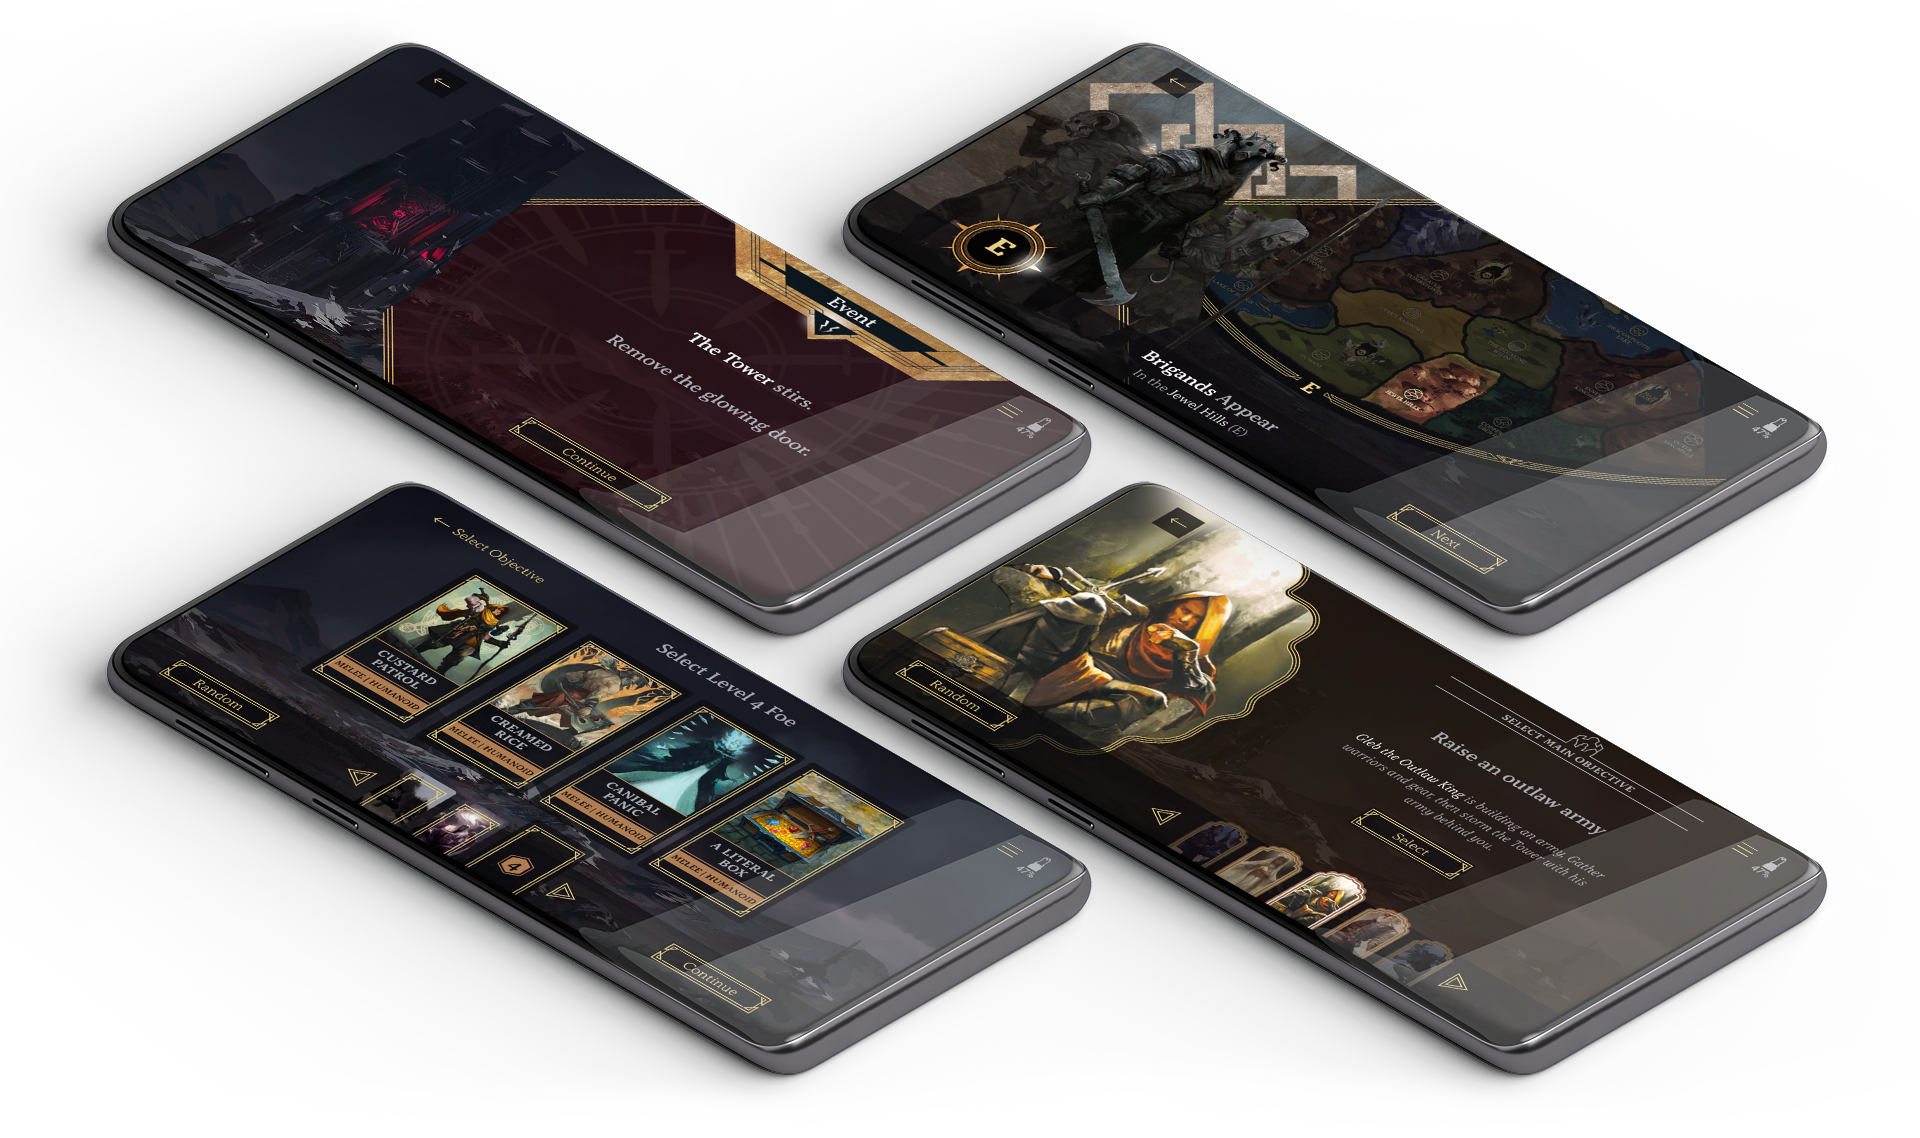 Event
The Tower stirs.
Remove the glowing door.
Continue
47%
E
E
Brigands Appear
In the Jewel Hills (E)
JEWEL HILLS
Next
47%
Select Objective
Select Level 4 Foe
CUSTARD
PATROL
MELEE | HUMANOID
CREAMED
RICE
MELEE | HUMANOID
CANIBAL
PANIC
MELEE | HUMANOID
A LITERAL
BOX
MELEE | HUMANOID
Random
4
Continue
47%
SELECT MAIN OBJECTIVE
Raise an outlaw army
Gleb the Outlaw King is building an army. Gather
warriors and gear, then storm the Tower with his
army behind you.
Select
Random
47%